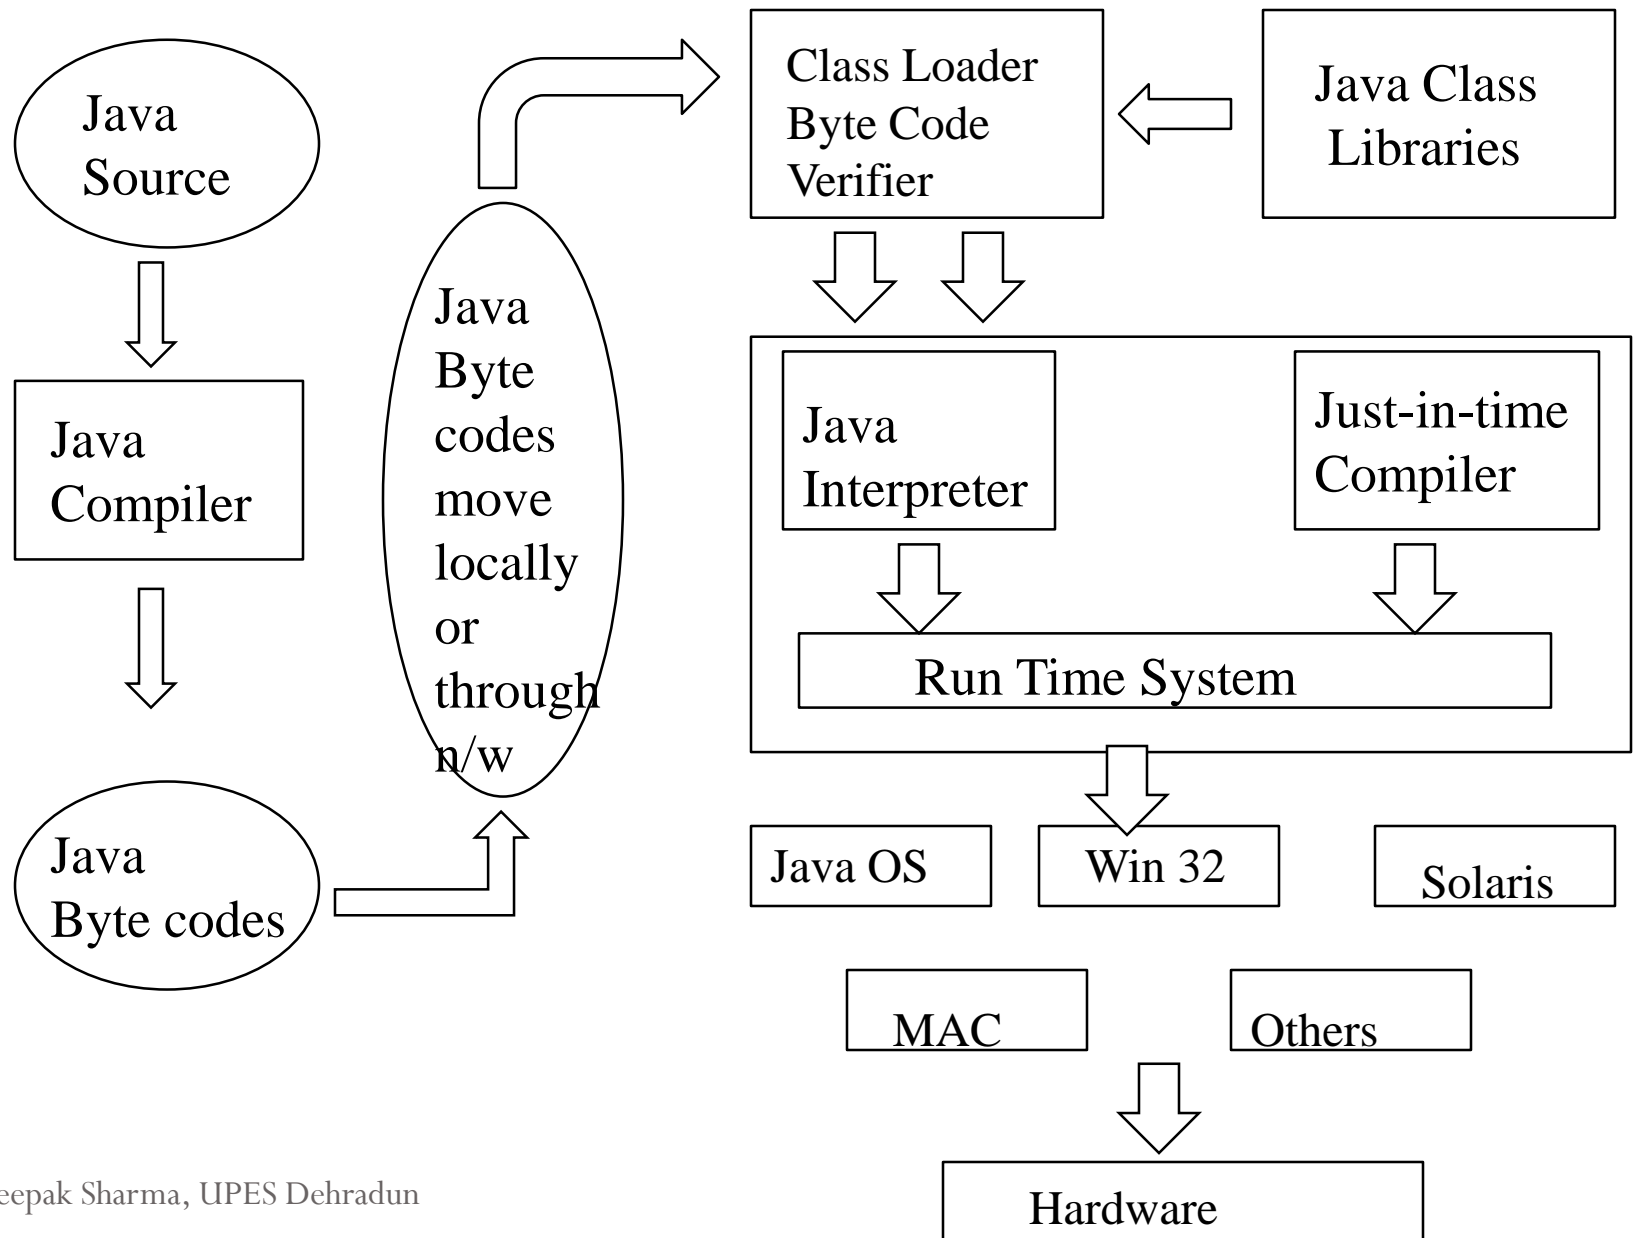 Java
Source
Java
Compiler
Java
Byte codes
Java
Byte
codes
move
locally
or
through
n/w
Class Loader
Byte Code
Verifier
Java Class
Libraries
Java
Interpreter
Just-in-time
Compiler
Run Time System
Java OS
Win 32
Solaris
MAC
Others
Hardware
eepak Sharma, UPES Dehradun